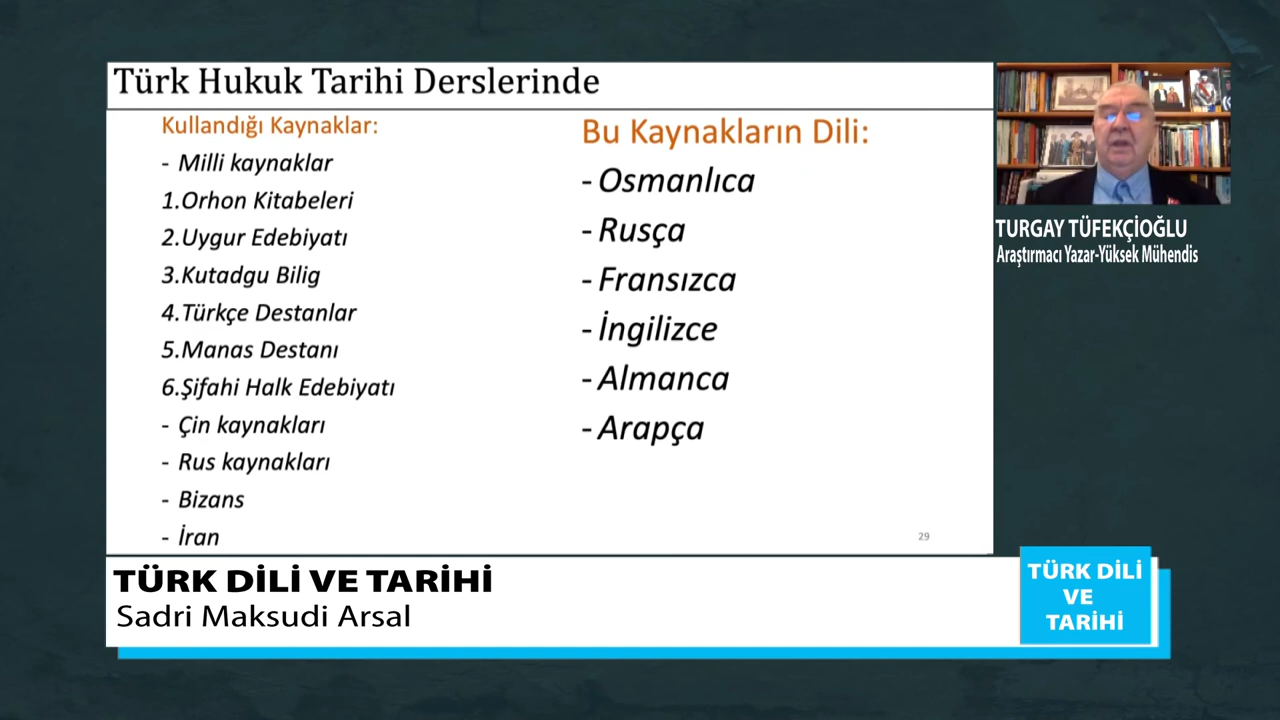 Türk Hukuk Tarihi Derslerinde
Kullandığı Kaynaklar:
- Milli kaynaklar
1.Orhon Kitabeleri
2.Uygur Edebiyatı
3.Kutadgu Bilig
4.Türkçe Destanlar
5.Manas Destanı
6.Şifahi Halk Edebiyatı
- Çin kaynakları
- Rus kaynakları
- Bizans
- İran
Bu Kaynakların Dili:
- Osmanlıca
- Rusça
- Fransızca
- İngilizce
- Almanca
- Arapça
29
TURGAY TÜFEKÇİOĞLU
Araştırmacı Yazar-Yüksek Mühendis
TÜRK DİLİ VE TARİHİ
Sadri Maksudi Arsal
TÜRK DİLİ
VE
TARİHİ